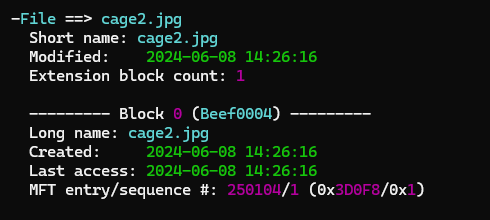 -File ==> cage2.jpg
Short name: cage2.jpg
Modified:    2024-06-08 14:26:16
Extension block count: 1
--------- Block 0 (Beef0004) ---------
Long name: cage2.jpg
Created:     2024-06-08 14:26:16
Last access: 2024-06-08 14:26:16
MFT entry/sequence #: 250104/1 (0x3D0F8/0x1)